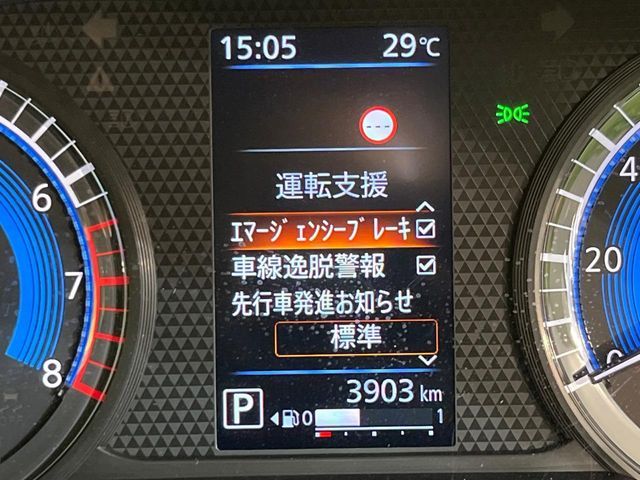 15:05 29℃
---
運転支援
ｴﾏｰｼﾞｪﾝｼｰﾌﾞﾚｰｷ
車線逸脱警報
先行車発進お知らせ
標準
3903 km
P
0 1
6
7
8
4
20
0